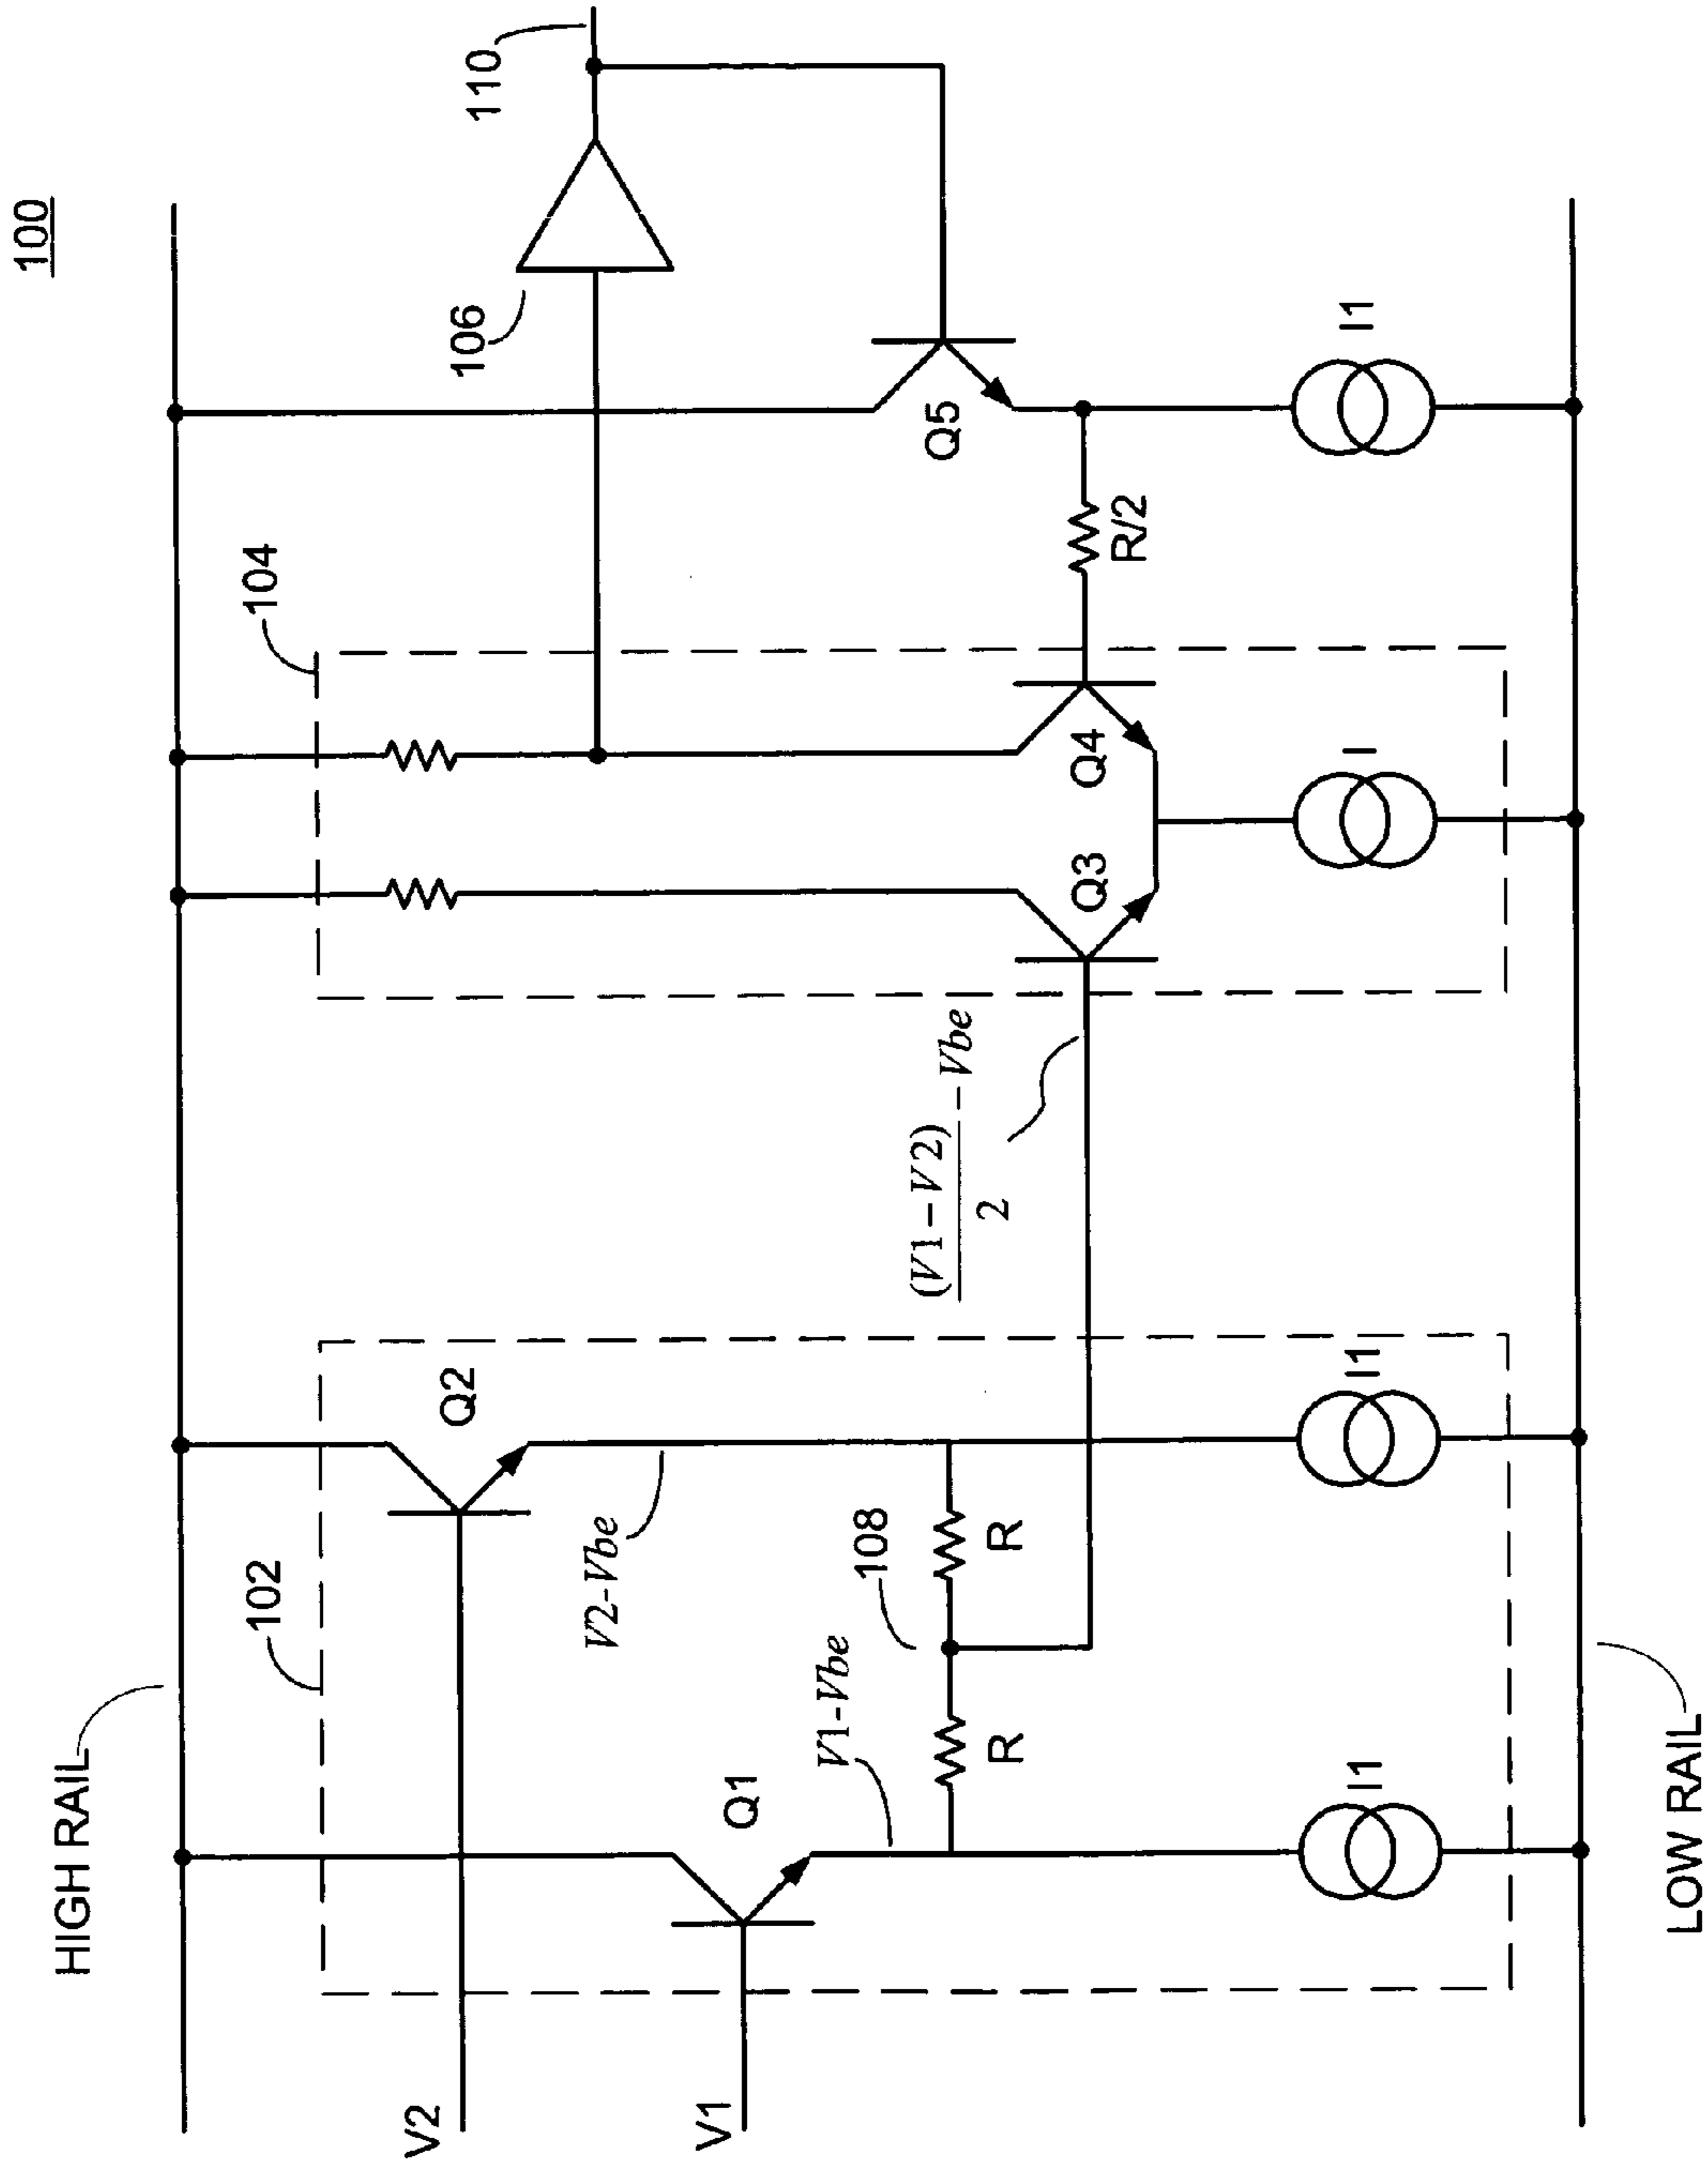 100
HIGH RAIL
102
104
106
110
V2
V1
Q2
Q1
V2-Vbe
V1-Vbe
108
R
R
(V1 – V2)
2
– Vbe
Q3
Q4
Q5
R/2
I1
I1
I
I1
LOW RAIL